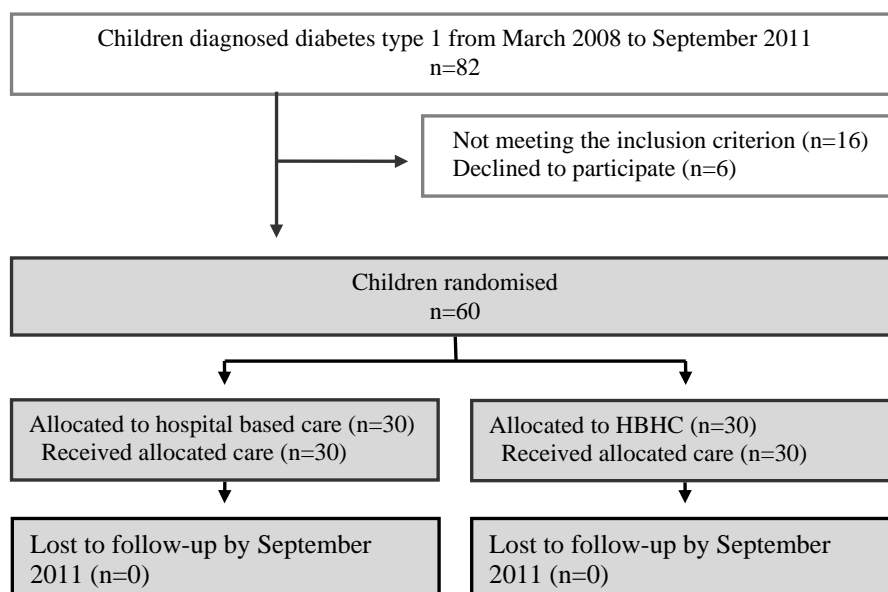 Children diagnosed diabetes type 1 from March 2008 to September 2011
n=82
Not meeting the inclusion criterion (n=16)
Declined to participate (n=6)
Children randomised
n=60
Allocated to hospital based care (n=30)
Received allocated care (n=30)
Allocated to HBHC (n=30)
Received allocated care (n=30)
Lost to follow-up by September
2011 (n=0)
Lost to follow-up by September
2011 (n=0)